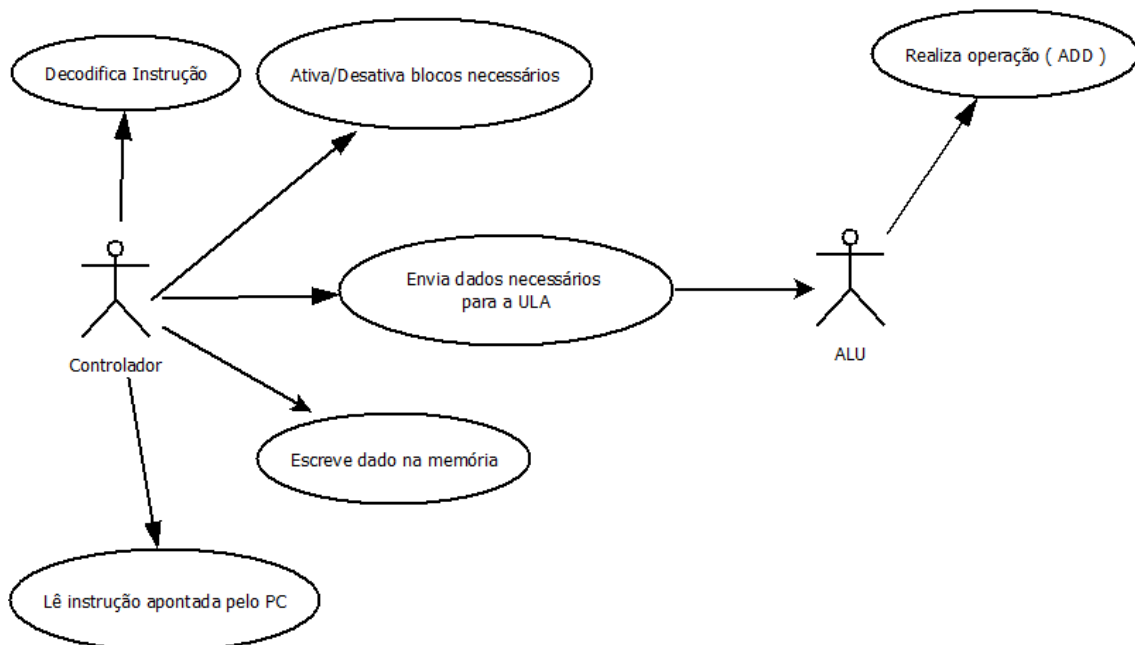 Realiza operação ( ADD )
Decodifica Instrução
Ativa/Desativa blocos necessários
Envia dados necessários
para a ULA
ALU
Controlador
Escreve dado na memória
Lê instrução apontada pelo PC